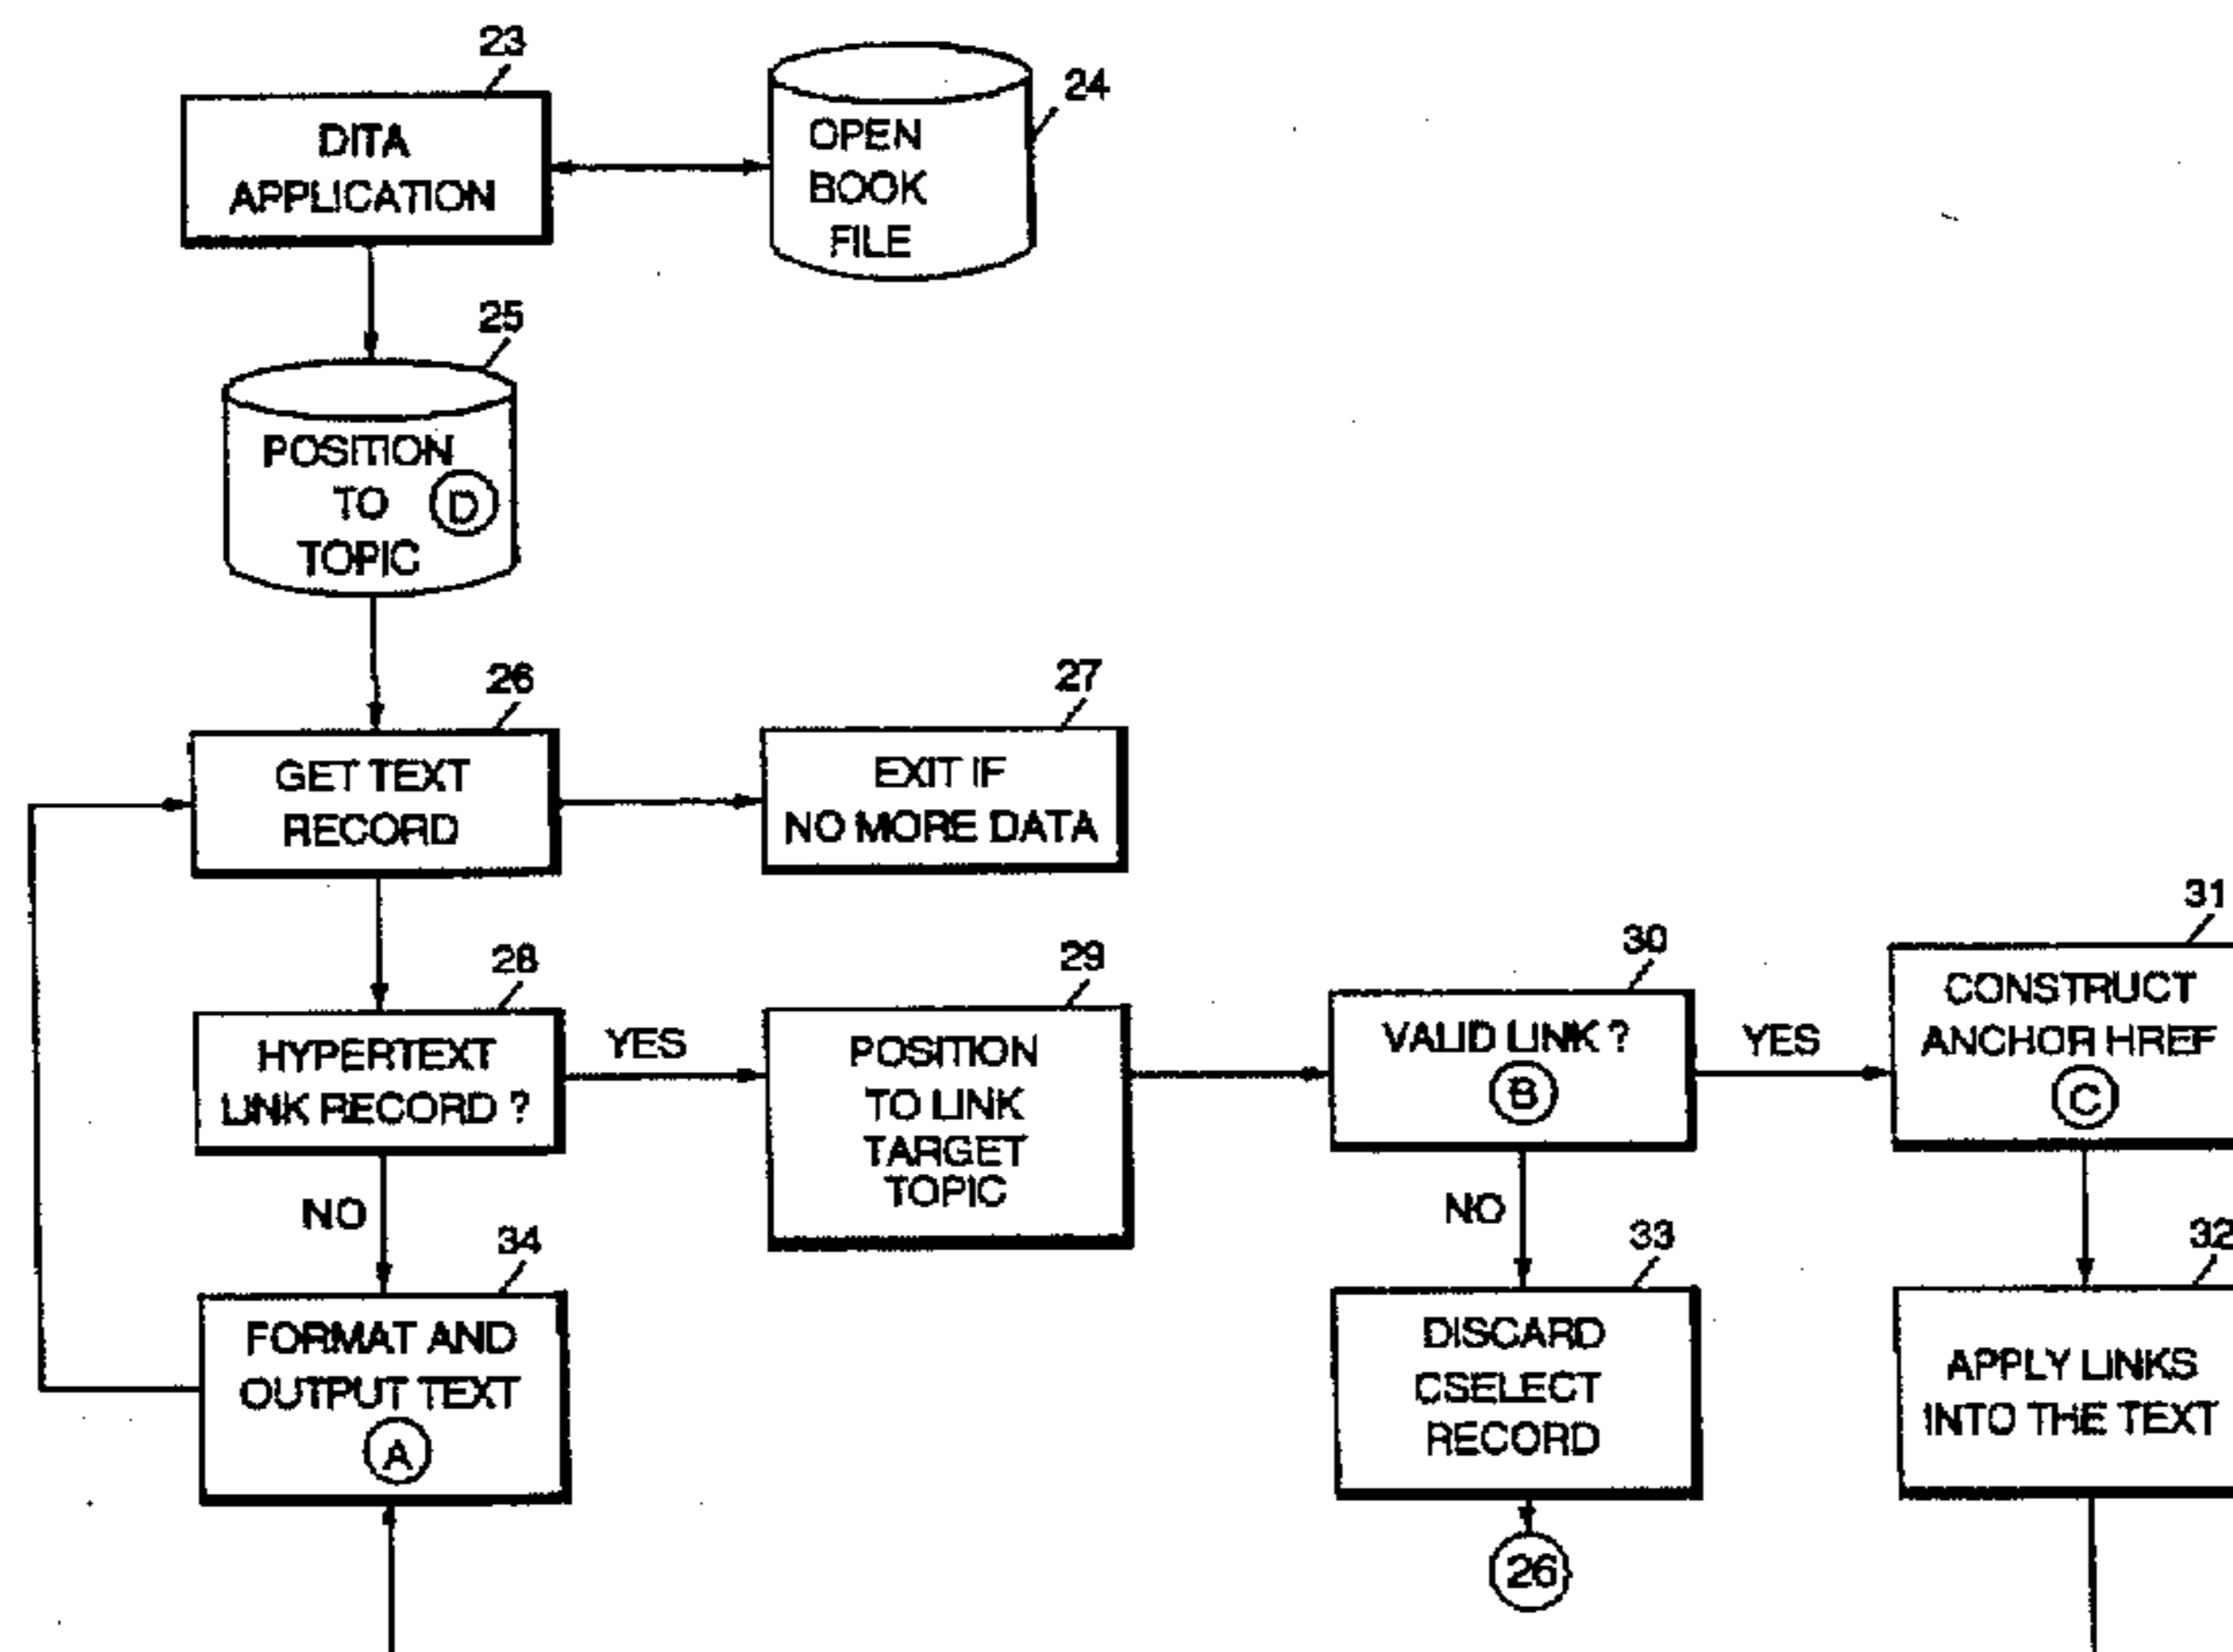 23
DITA
APPLICATION
24
OPEN
BOOK
FILE
25
POSITION
TO D
TOPIC
26
GET TEXT
RECORD
27
EXIT IF
NO MORE DATA
28
HYPERTEXT
LINK RECORD ?
YES
NO
29
POSITION
TO LINK
TARGET
TOPIC
30
VALID LINK ?
B
YES
NO
31
CONSTRUCT
ANCHOR HREF
C
32
APPLY LINKS
INTO THE TEXT
33
DISCARD
CSELECT
RECORD
26
34
FORMAT AND
OUTPUT TEXT
A